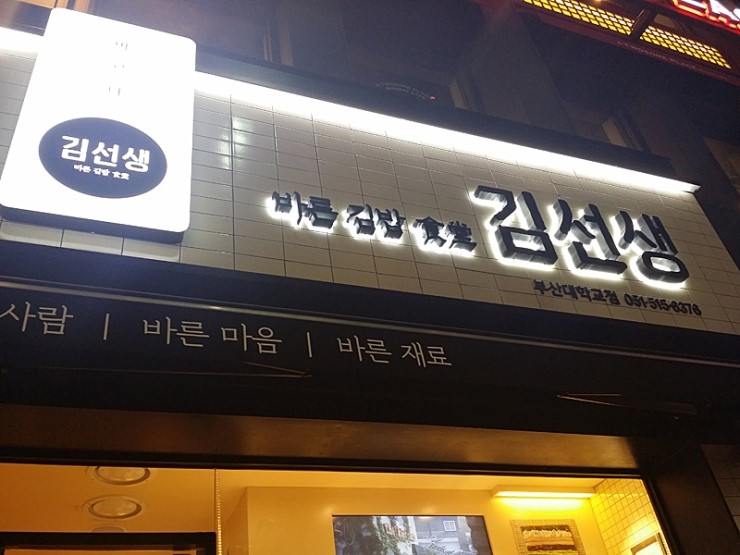 김선생
바른 김밥 食堂
바른 김밥 食堂 김선생
부산대학교점 051-515-6376
사람 | 바른 마음 | 바른 재료